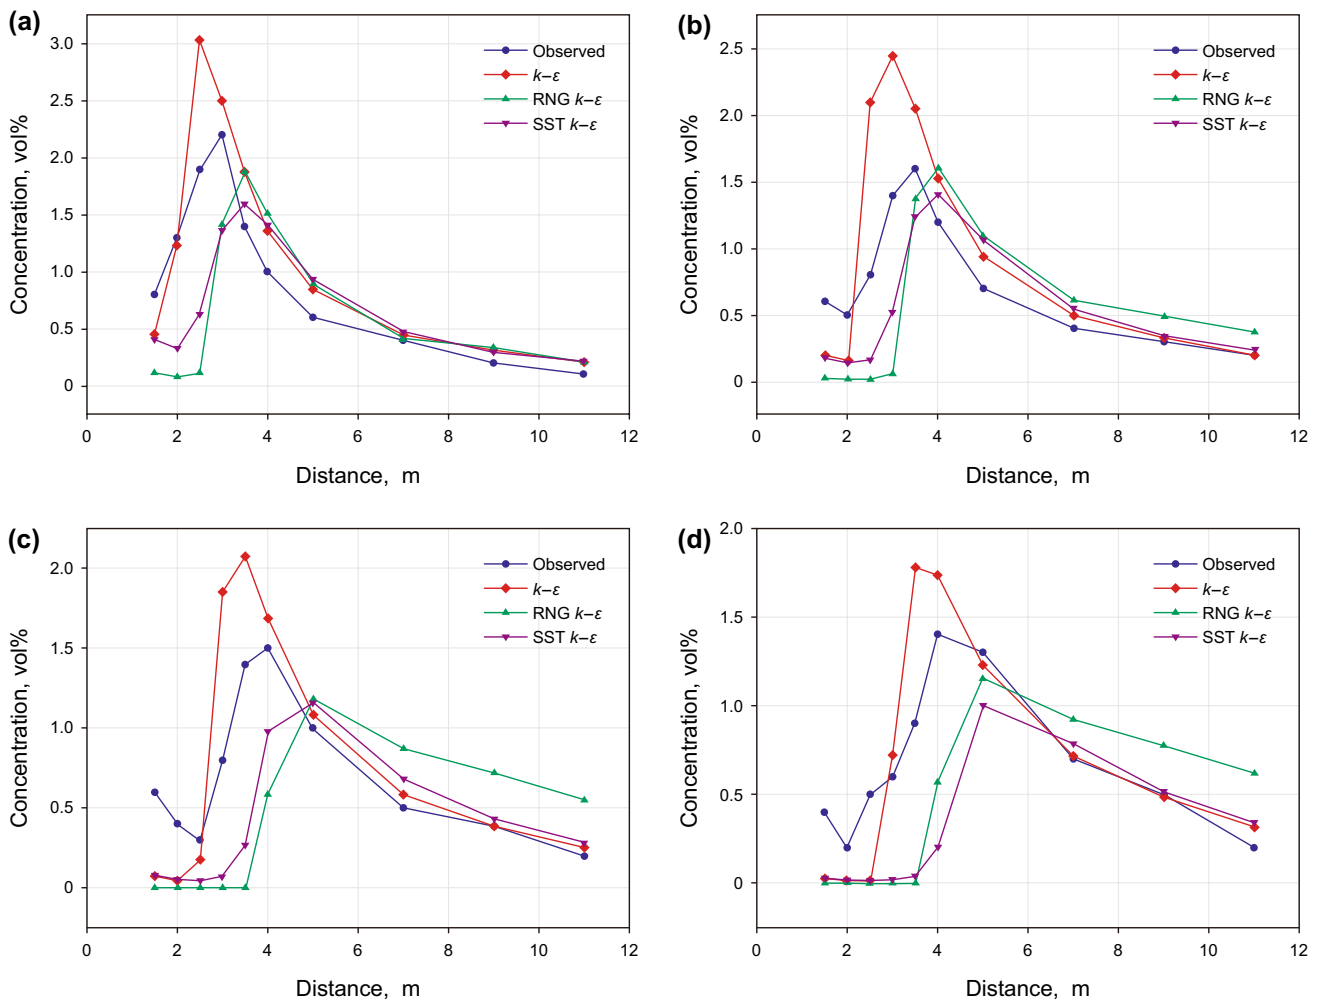 (a)
3.0
2.5
2.0
1.5
1.0
0.5
0
Concentration, vol%
Observed
k–ε
RNG k–ε
SST k–ε
0 2 4 6 8 10 12
Distance, m
(b)
2.5
2.0
1.5
1.0
0.5
0
Concentration, vol%
Observed
k–ε
RNG k–ε
SST k–ε
0 2 4 6 8 10 12
Distance, m
(c)
2.0
1.5
1.0
0.5
0
Concentration, vol%
Observed
k–ε
RNG k–ε
SST k–ε
0 2 4 6 8 10 12
Distance, m
(d)
2.0
1.5
1.0
0.5
0
Concentration, vol%
Observed
k–ε
RNG k–ε
SST k–ε
0 2 4 6 8 10 12
Distance, m